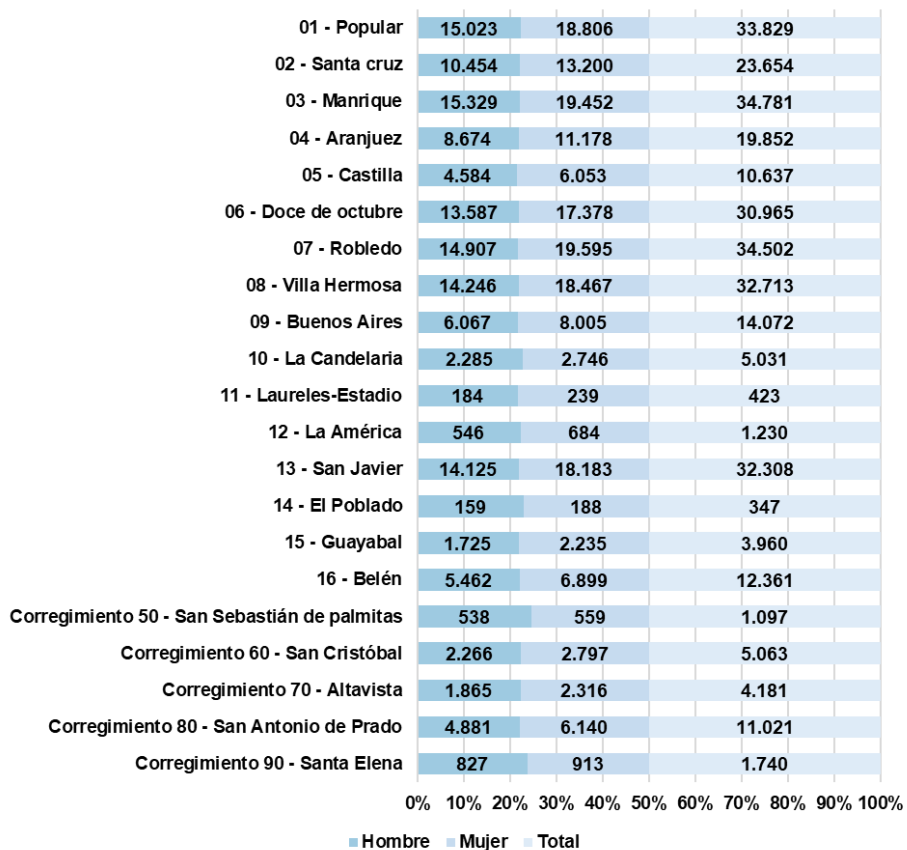 01 - Popular 15.023 18.806 33.829
02 - Santa cruz 10.454 13.200 23.654
03 - Manrique 15.329 19.452 34.781
04 - Aranjuez 8.674 11.178 19.852
05 - Castilla 4.584 6.053 10.637
06 - Doce de octubre 13.587 17.378 30.965
07 - Robledo 14.907 19.595 34.502
08 - Villa Hermosa 14.246 18.467 32.713
09 - Buenos Aires 6.067 8.005 14.072
10 - La Candelaria 2.285 2.746 5.031
11 - Laureles-Estadio 184 239 423
12 - La América 546 684 1.230
13 - San Javier 14.125 18.183 32.308
14 - El Poblado 159 188 347
15 - Guayabal 1.725 2.235 3.960
16 - Belén 5.462 6.899 12.361
Corregimiento 50 - San Sebastián de palmitas 538 559 1.097
Corregimiento 60 - San Cristóbal 2.266 2.797 5.063
Corregimiento 70 - Altavista 1.865 2.316 4.181
Corregimiento 80 - San Antonio de Prado 4.881 6.140 11.021
Corregimiento 90 - Santa Elena 827 913 1.740
0% 10% 20% 30% 40% 50% 60% 70% 80% 90% 100%
Hombre Mujer Total